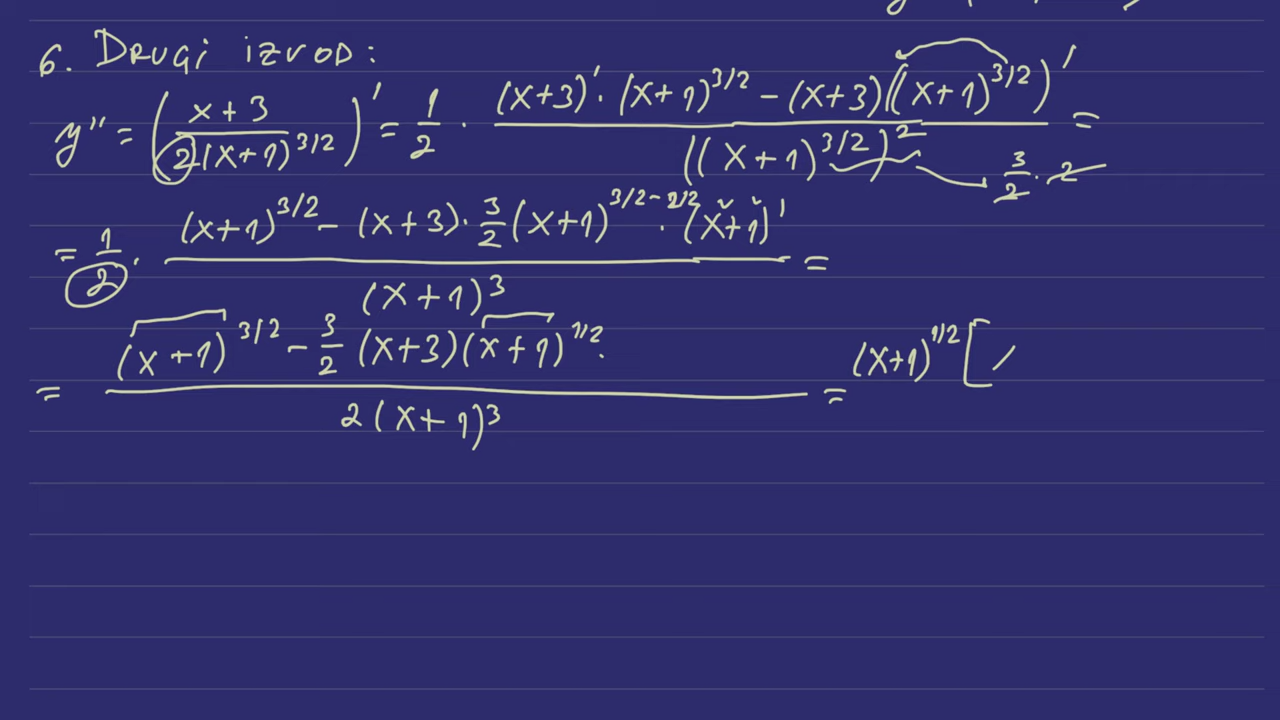 6. Drugi izvod:
y'' = ( (x+3) / (2(x+1)^{3/2}) )' = 1/2 · ( (x+3)' · (x+1)^{3/2} - (x+3)((x+1)^{3/2})' ) / ((x+1)^{3/2})^2 =
3/2 · 2
= 1/2 · ( (x+1)^{3/2} - (x+3) · 3/2 (x+1)^{3/2 - 2/2} · (x+1)' ) / (x+1)^3 =
= ( (x+1)^{3/2} - 3/2 (x+3)(x+1)^{1/2} · ) / (2(x+1)^3) = (x+1)^{1/2} [